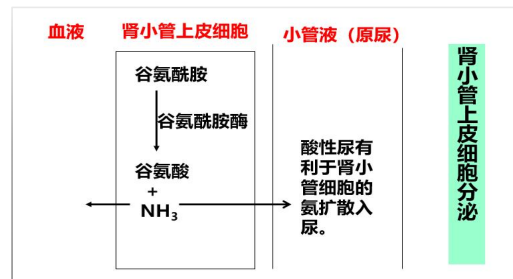 血液
肾小管上皮细胞
小管液（原尿）
谷氨酰胺
谷氨酰胺酶
谷氨酸
+
NH₃
酸性尿有
利于肾小
管细胞的
氨扩散入
尿。
肾小管上皮细胞分泌